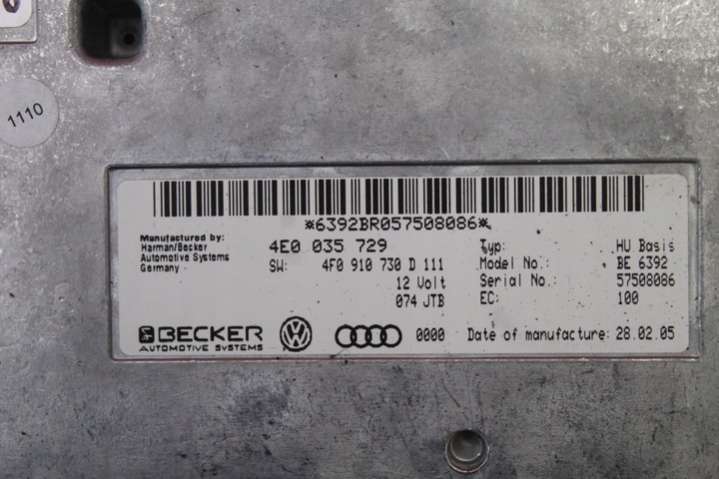 1110
*6392BR057508086*
Manufactured by:
Harman/Becker
Automotive Systems
Germany
4E0 035 729
SW: 4F0 910 730 D 111
12 Volt
074 JTB
Typ: HU Basis
Model No.: BE 6392
Serial No.: 57508086
EC: 100
BECKER
AUTOMOTIVE SYSTEMS
0000
Date of manufacture: 28.02.05